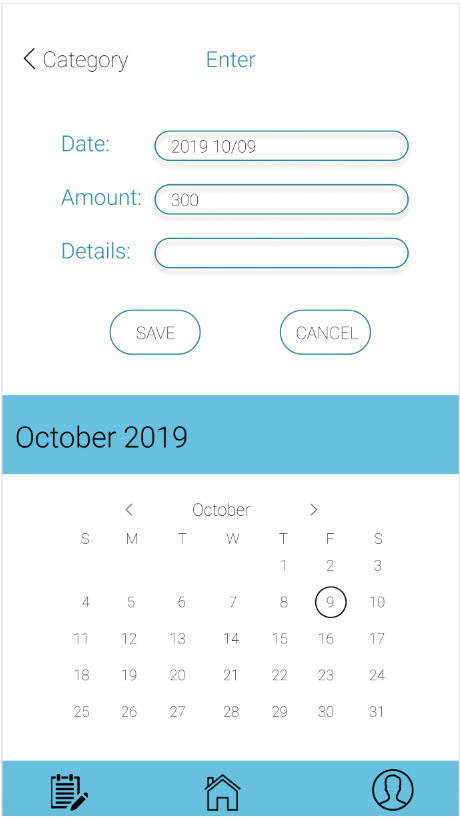 Category Enter
Date: 2019 10/09
Amount: 300
Details:
SAVE CANCEL
October 2019
< October >
S M T W T F S
1 2 3
4 5 6 7 8 9 10
11 12 13 14 15 16 17
18 19 20 21 22 23 24
25 26 27 28 29 30 31